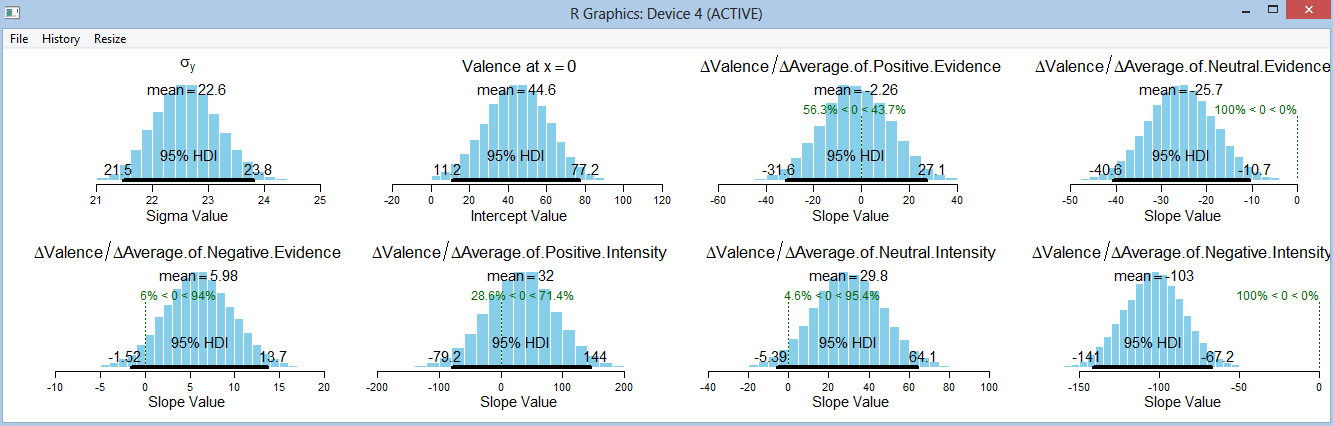 R Graphics: Device 4 (ACTIVE)
File History Resize
σy
mean = 22.6
95% HDI
21.5 23.8
21 22 23 24 25
Sigma Value
Valence at x = 0
mean = 44.6
95% HDI
11.2 77.2
-20 0 20 40 60 80 100 120
Intercept Value
ΔValence / ΔAverage.of.Positive.Evidence
mean = -2.26
56.3% < 0 < 43.7%
95% HDI
-31.6 27.1
-60 -40 -20 0 20 40
Slope Value
ΔValence / ΔAverage.of.Neutral.Evidence
mean = -25.7
100% < 0 < 0%
95% HDI
-40.6 -10.7
-50 -40 -30 -20 -10 0
Slope Value
ΔValence / ΔAverage.of.Negative.Evidence
mean = 5.98
6% < 0 < 94%
95% HDI
-1.52 13.7
-10 -5 0 5 10 15 20
Slope Value
ΔValence / ΔAverage.of.Positive.Intensity
mean = 32
28.6% < 0 < 71.4%
95% HDI
-79.2 144
-200 -100 0 100 200
Slope Value
ΔValence / ΔAverage.of.Neutral.Intensity
mean = 29.8
4.6% < 0 < 95.4%
95% HDI
-5.39 64.1
-40 -20 0 20 40 60 80 100
Slope Value
ΔValence / ΔAverage.of.Negative.Intensity
mean = -103
100% < 0 < 0%
95% HDI
-141 -67.2
-150 -100 -50 0
Slope Value